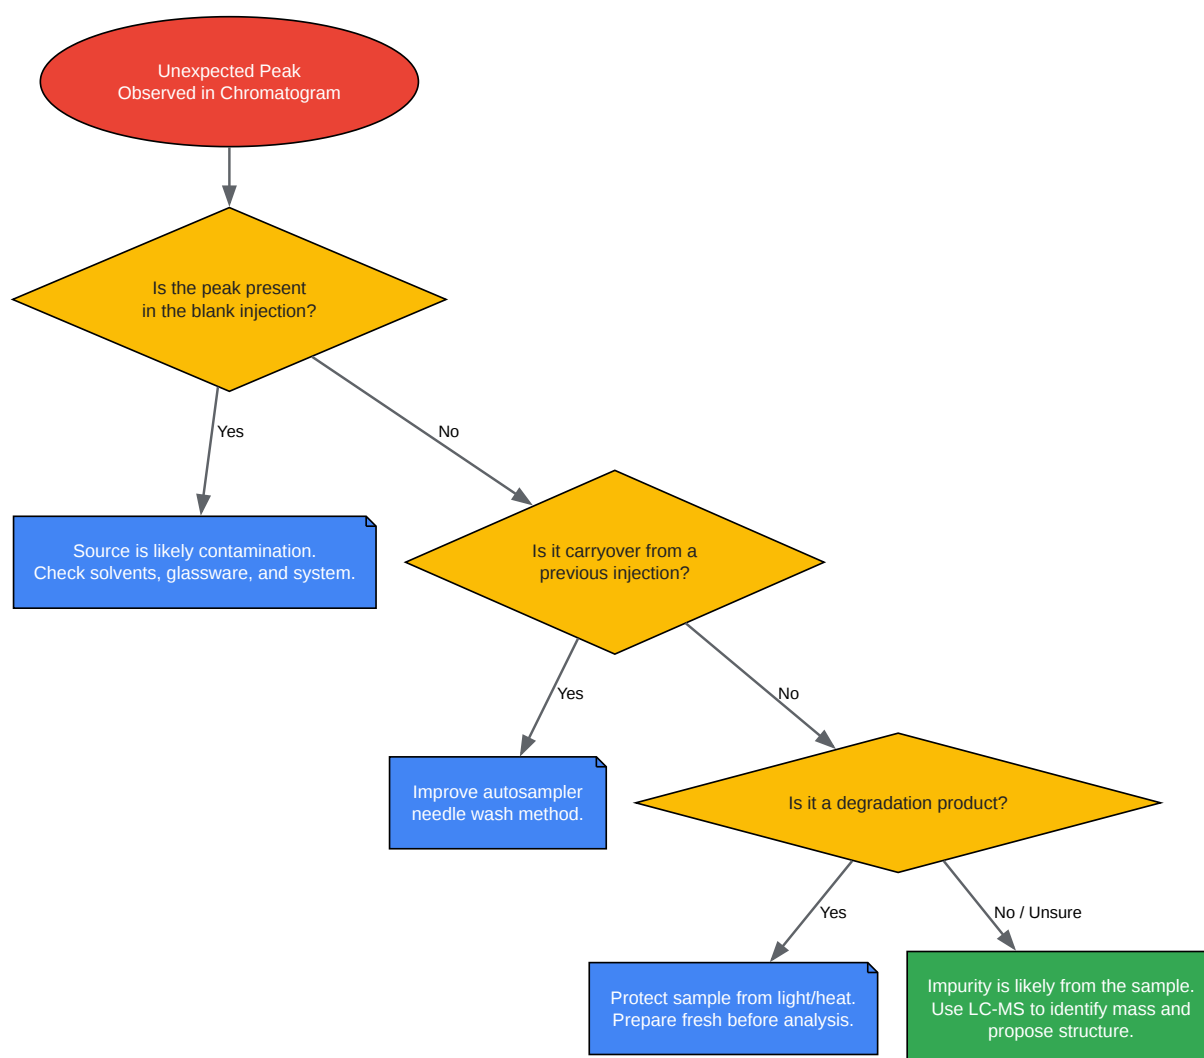 Unexpected Peak
Observed in Chromatogram
Is the peak present
in the blank injection?
Yes
No
Source is likely contamination.
Check solvents, glassware, and system.
Is it carryover from a
previous injection?
Yes
No
Improve autosampler
needle wash method.
Is it a degradation product?
Yes
No / Unsure
Protect sample from light/heat.
Prepare fresh before analysis.
Impurity is likely from the sample.
Use LC-MS to identify mass and
propose structure.